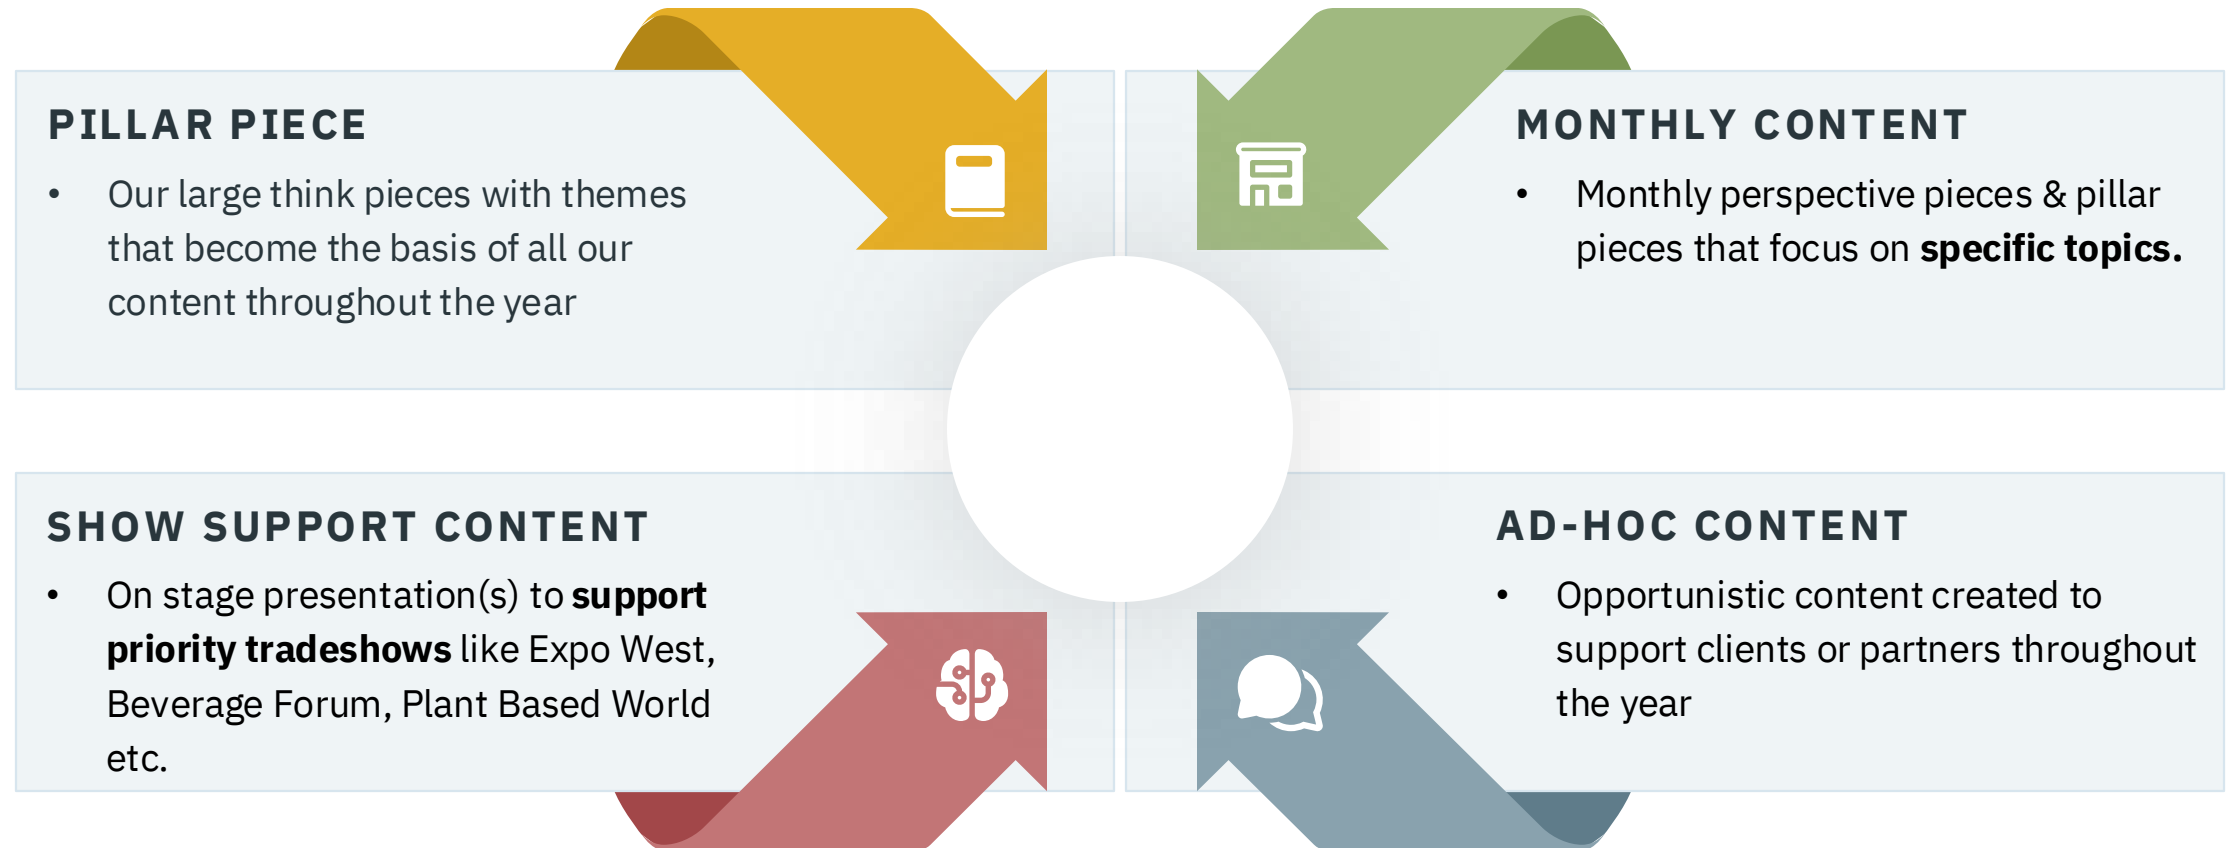 PILLAR PIECE
• Our large think pieces with themes
that become the basis of all our
content throughout the year
MONTHLY CONTENT
• Monthly perspective pieces & pillar
pieces that focus on specific topics.
SHOW SUPPORT CONTENT
• On stage presentation(s) to support
priority tradeshows like Expo West,
Beverage Forum, Plant Based World
etc.
AD-HOC CONTENT
• Opportunistic content created to
support clients or partners throughout
the year